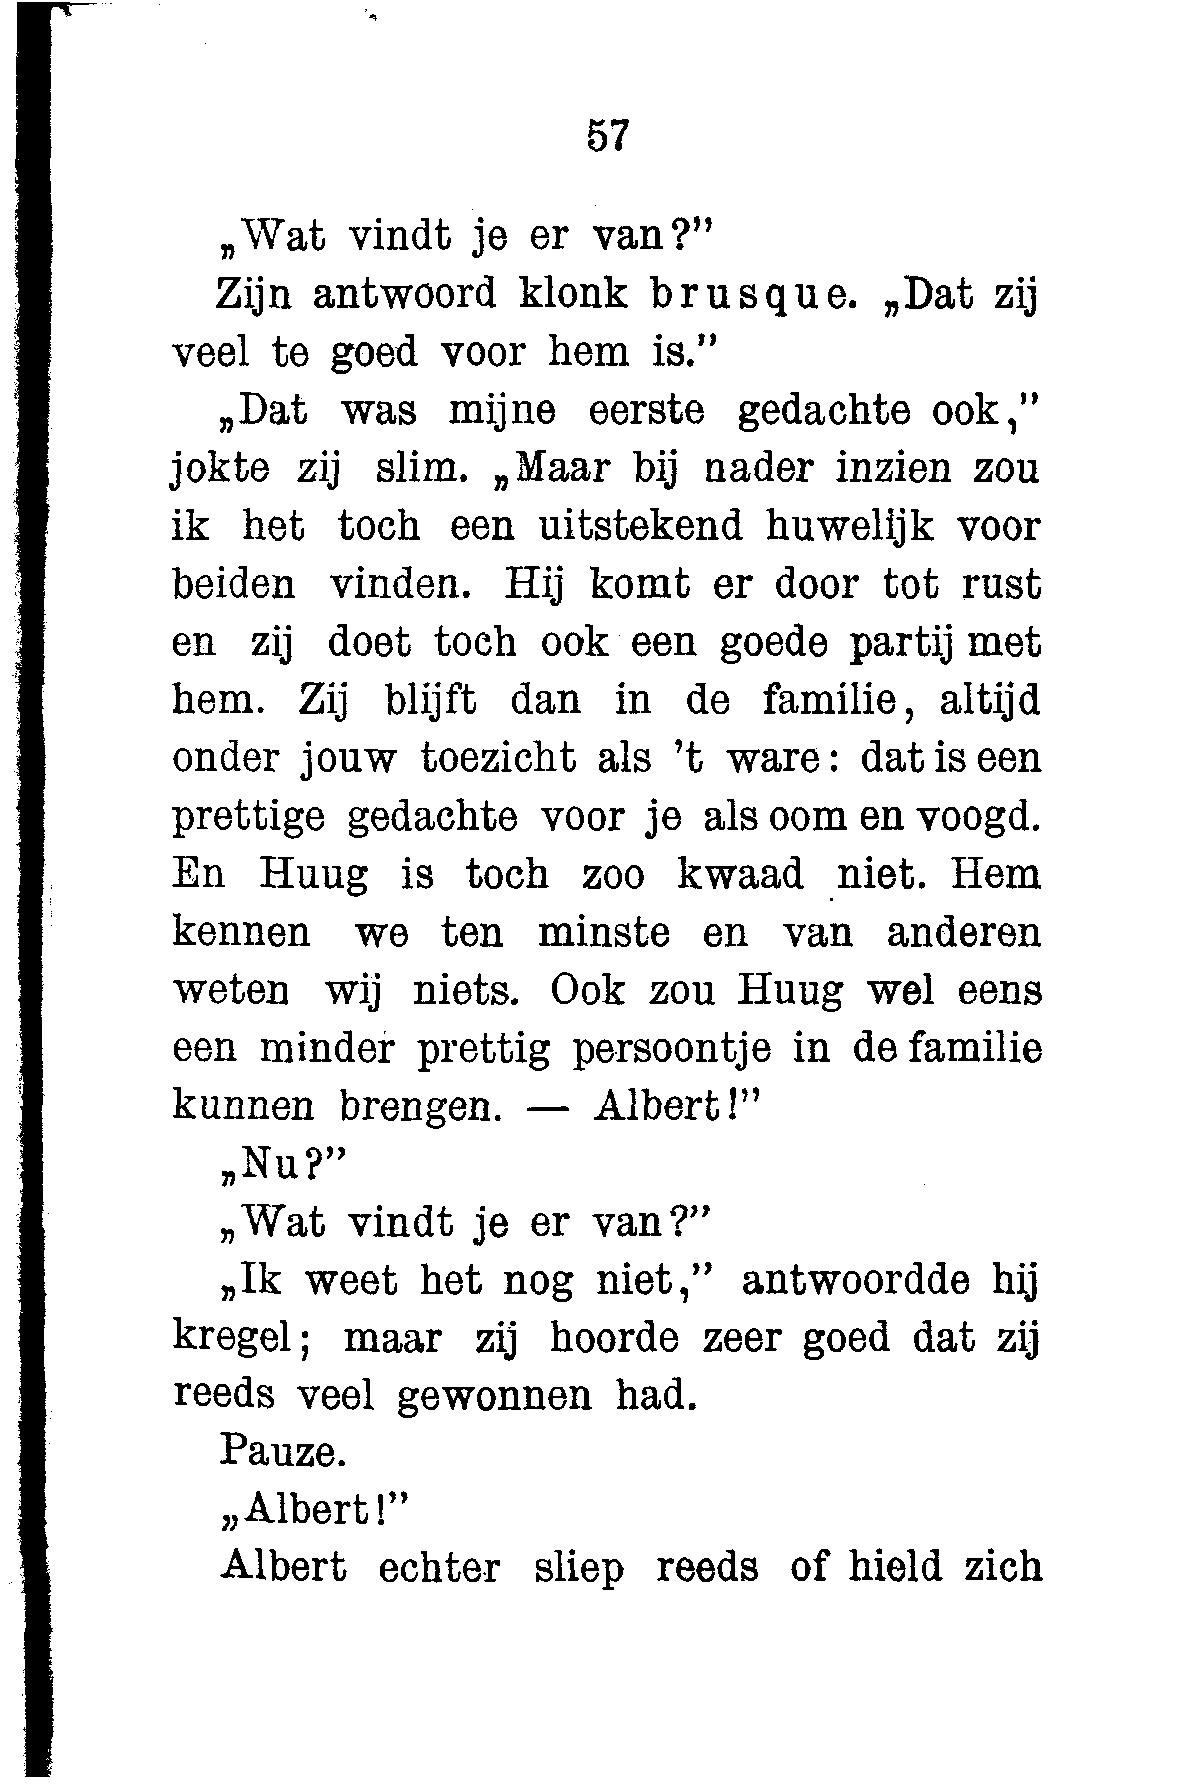 57
„Wat vindt je er van?”
Zijn antwoord klonk brusque. „Dat zij
veel te goed voor hem is.”
„Dat was mijne eerste gedachte ook,”
jokte zij slim. „Maar bij nader inzien zou
ik het toch een uitstekend huwelijk voor
beiden vinden. Hij komt er door tot rust
en zij doet toch ook een goede partij met
hem. Zij blijft dan in de familie, altijd
onder jouw toezicht als ’t ware: dat is een
prettige gedachte voor je als oom en voogd.
En Huug is toch zoo kwaad niet. Hem
kennen we ten minste en van anderen
weten wij niets. Ook zou Huug wel eens
een minder prettig persoontje in de familie
kunnen brengen. — Albert!”
„Nu?”
„Wat vindt je er van?”
„Ik weet het nog niet,” antwoordde hij
kregel; maar zij hoorde zeer goed dat zij
reeds veel gewonnen had.
Pauze.
„Albert!”
Albert echter sliep reeds of hield zich